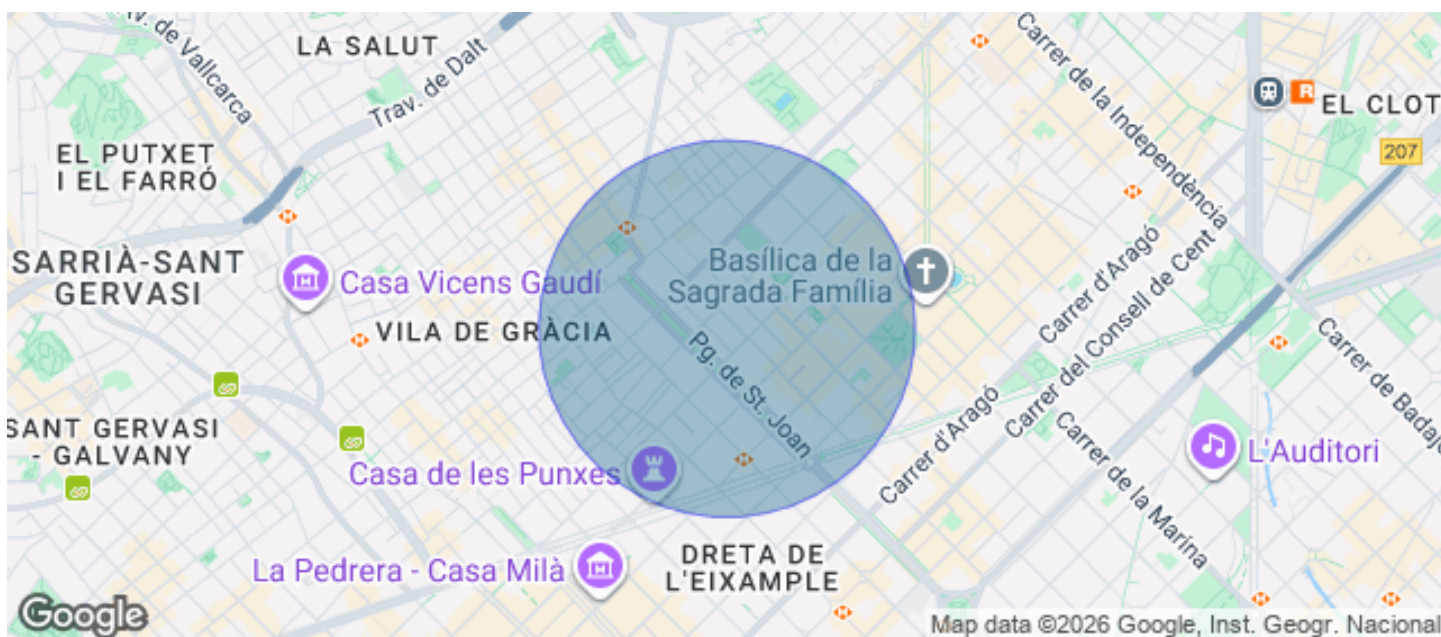 Av. de Vallcarca
LA SALUT
Trav. de Dalt
Carrer de la Independència
R
EL CLOT
207
EL PUTXET
I EL FARRÓ
SARRIÀ-SANT
GERVASI
Casa Vicens Gaudí
Basílica de la
Sagrada Família
VILA DE GRÀCIA
Pg. de St. Joan
Carrer d'Aragó
Carrer del Consell de Cent
Carrer d'Aragó
Carrer de Badajo
SANT GERVASI
- GALVANY
Casa de les Punxes
Carrer de la Marina
L'Auditori
La Pedrera - Casa Milà
DRETA DE
L'EIXAMPLE
Google
Map data ©2026 Google, Inst. Geogr. Nacional